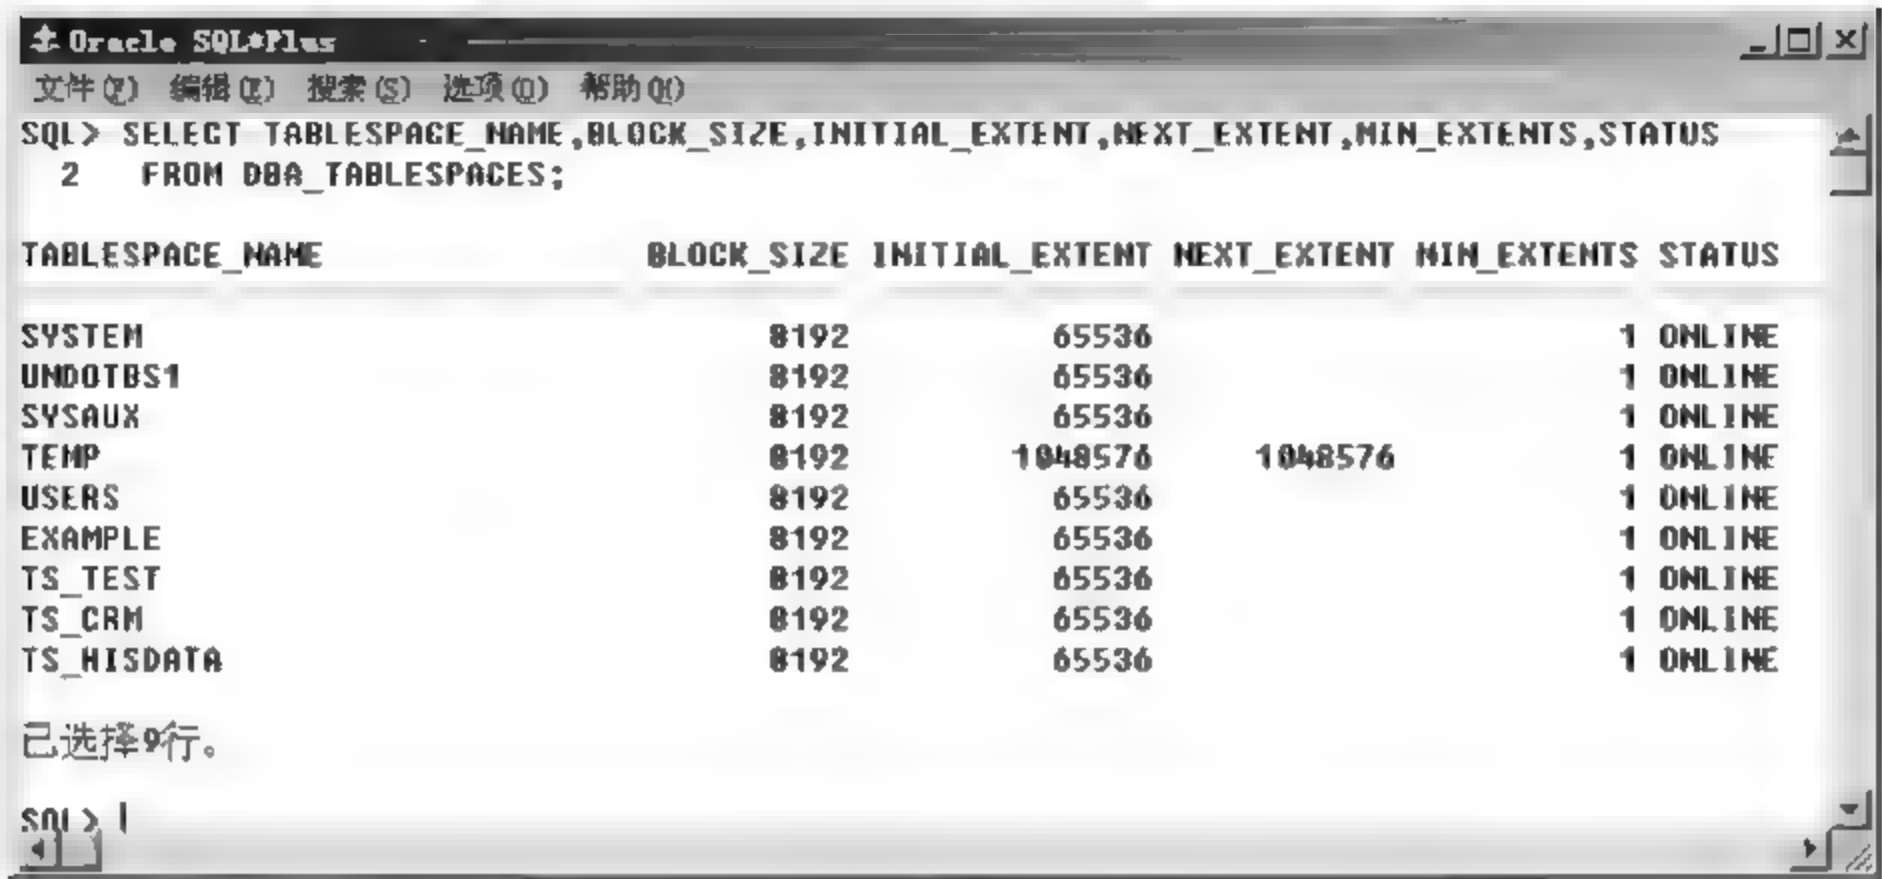 Oracle SQL*Plus
文件(F) 编辑(E) 搜索(S) 选项(O) 帮助(H)
SQL> SELECT TABLESPACE_NAME,BLOCK_SIZE,INITIAL_EXTENT,NEXT_EXTENT,MIN_EXTENTS,STATUS
2 FROM DBA_TABLESPACES;
TABLESPACE_NAME BLOCK_SIZE INITIAL_EXTENT NEXT_EXTENT MIN_EXTENTS STATUS
SYSTEM 8192 65536 1 ONLINE
UNDOTBS1 8192 65536 1 ONLINE
SYSAUX 8192 65536 1 ONLINE
TEMP 8192 1048576 1048576 1 ONLINE
USERS 8192 65536 1 ONLINE
EXAMPLE 8192 65536 1 ONLINE
TS_TEST 8192 65536 1 ONLINE
TS_CRM 8192 65536 1 ONLINE
TS_HISDATA 8192 65536 1 ONLINE
已选择9行。
SQL>